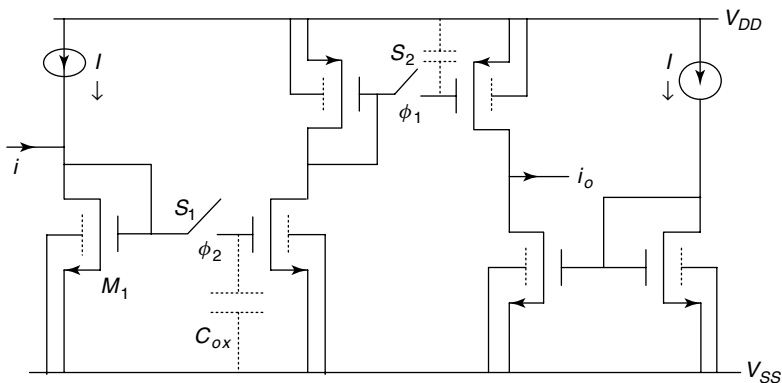 V_DD
I
S_2
I
ϕ_1
i
i_o
S_1
ϕ_2
M_1
C_ox
V_SS